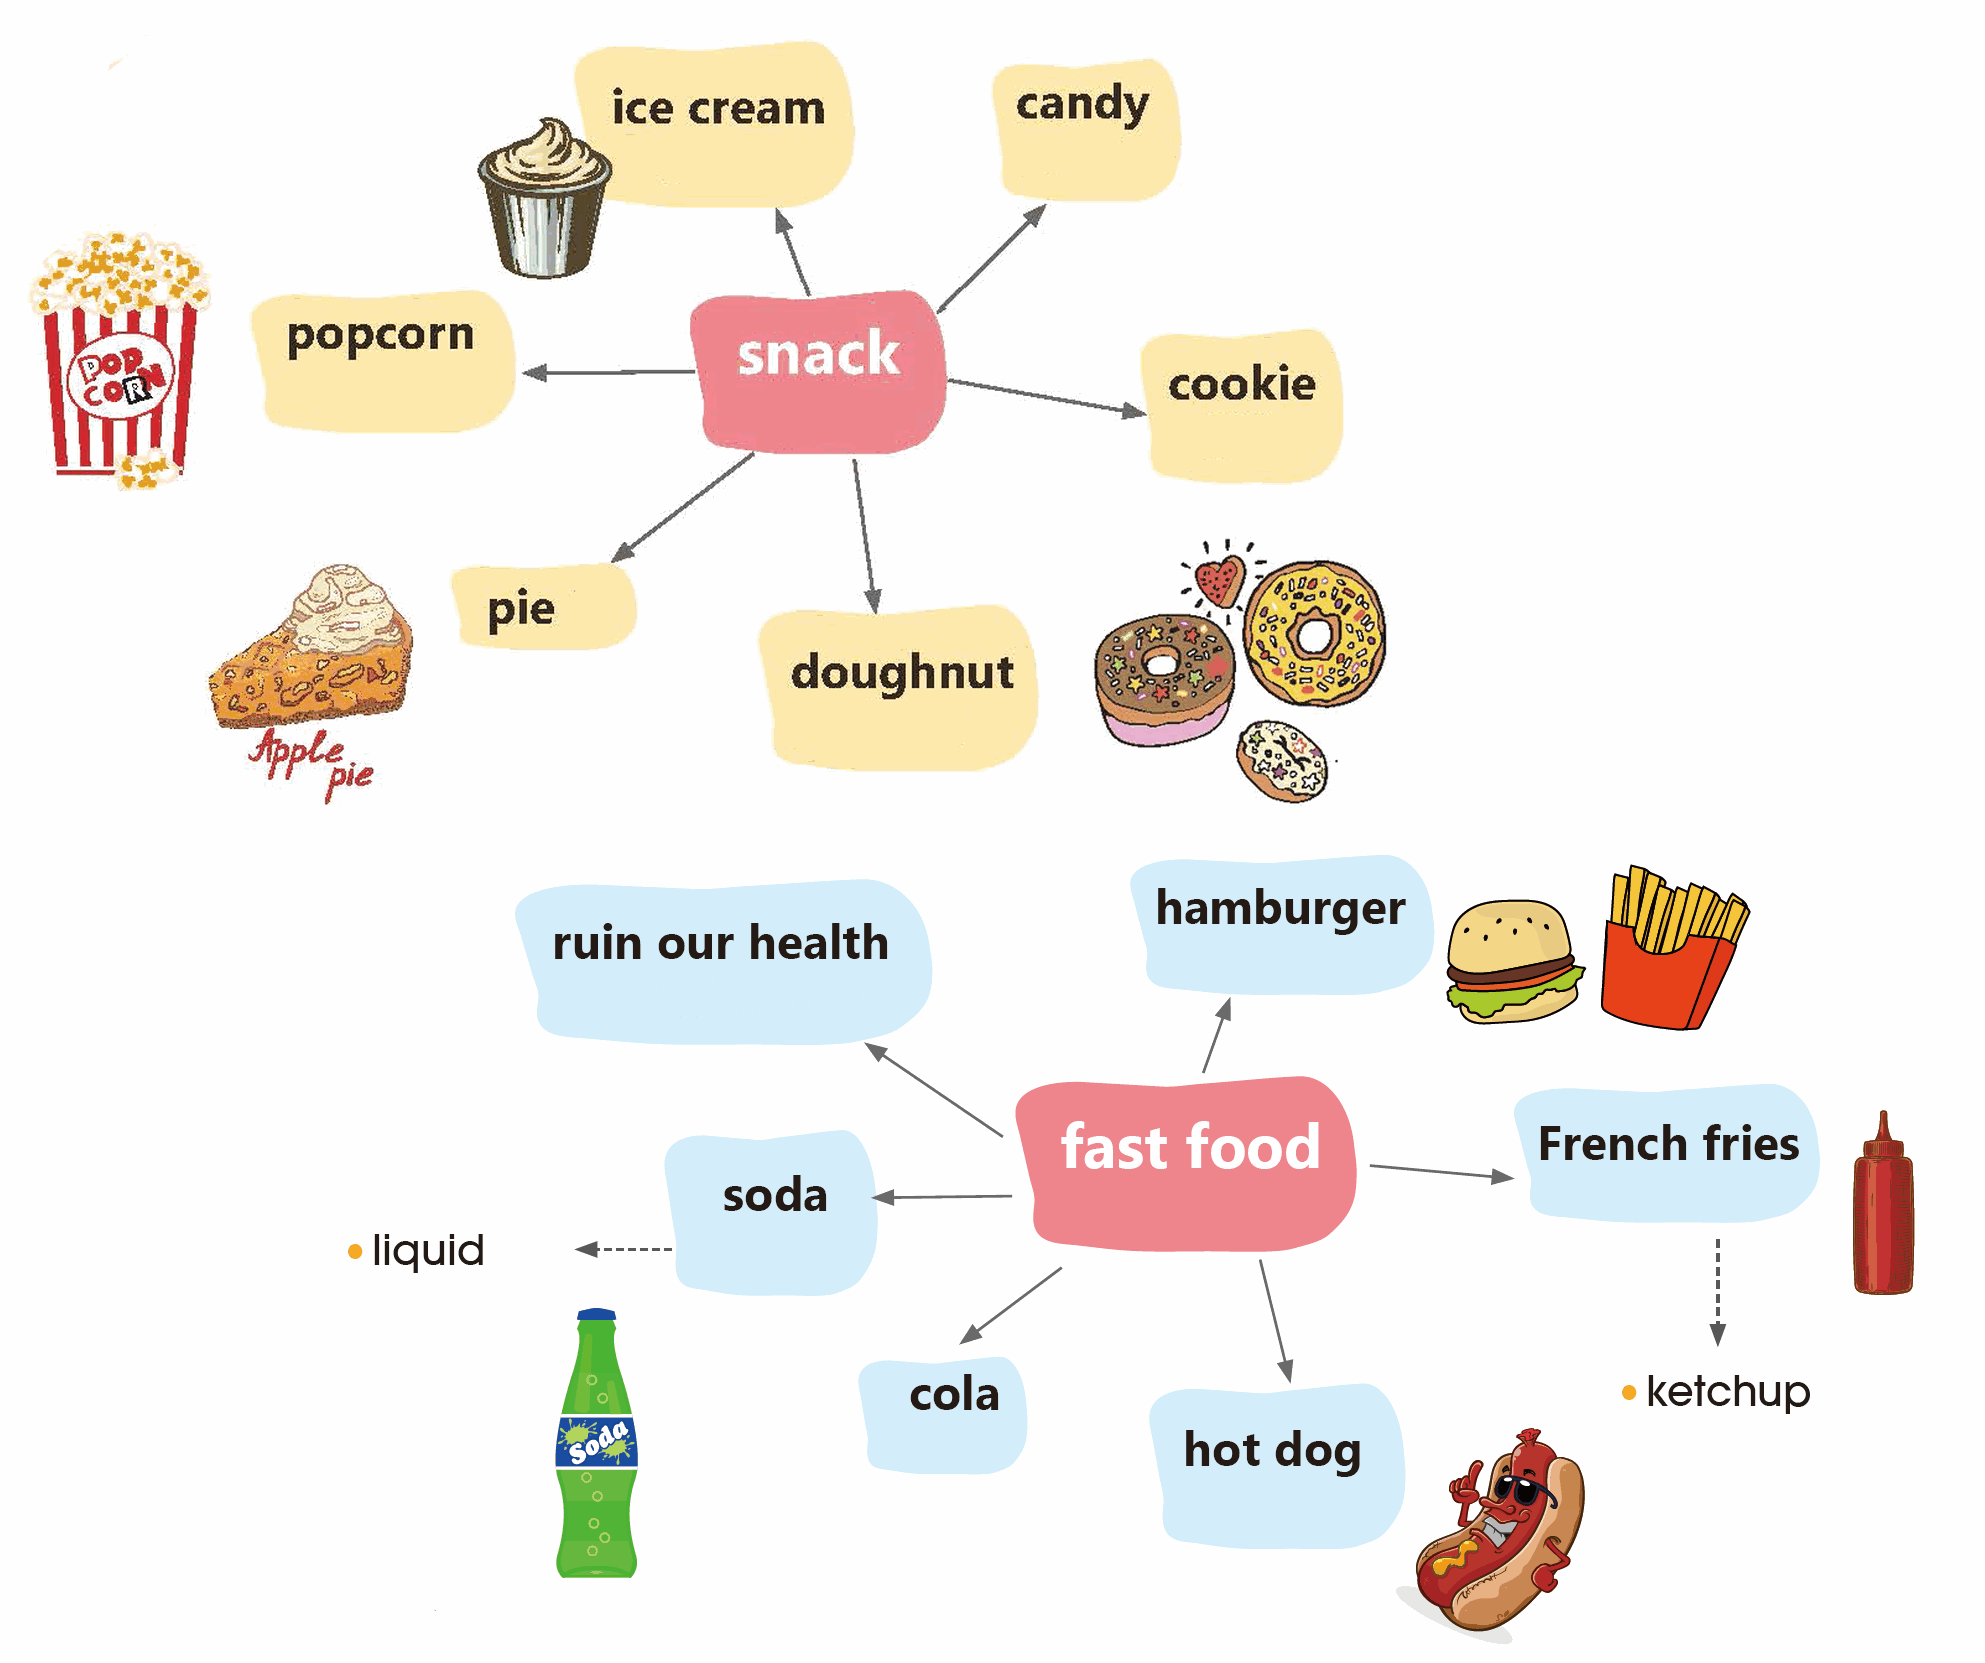 ice cream
candy
popcorn
snack
cookie
POP
CORN
pie
doughnut
Apple
pie
hamburger
ruin our health
fast food
French fries
soda
liquid
cola
ketchup
Soda
hot dog